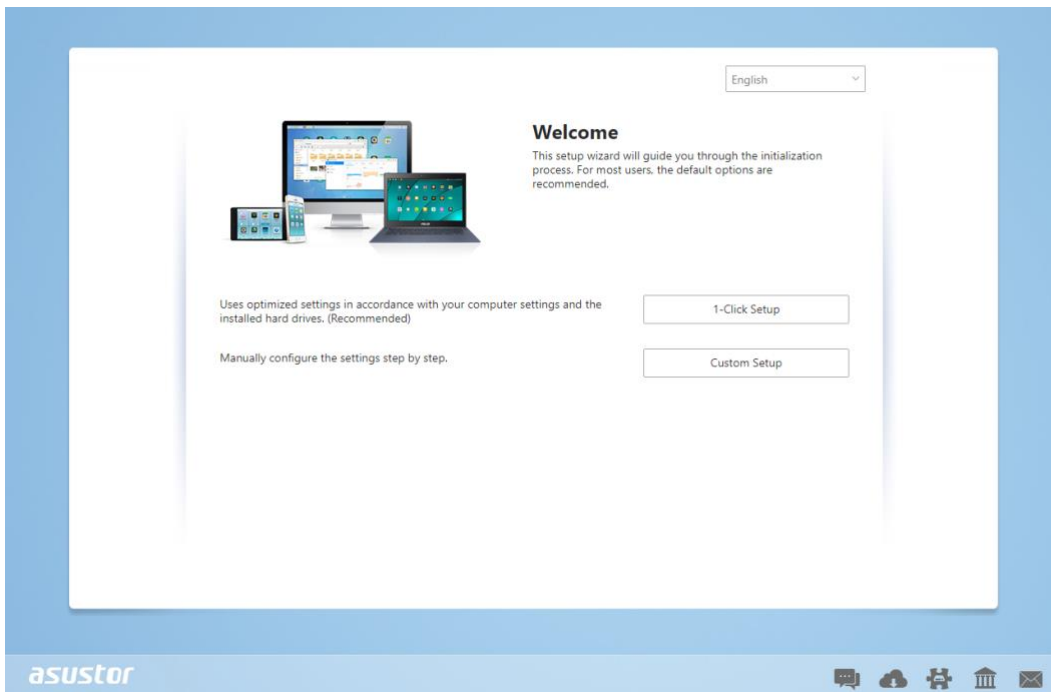 English
Welcome
This setup wizard will guide you through the initialization
process. For most users, the default options are
recommended.
Uses optimized settings in accordance with your computer settings and the
installed hard drives. (Recommended)
1-Click Setup
Manually configure the settings step by step.
Custom Setup
asustor